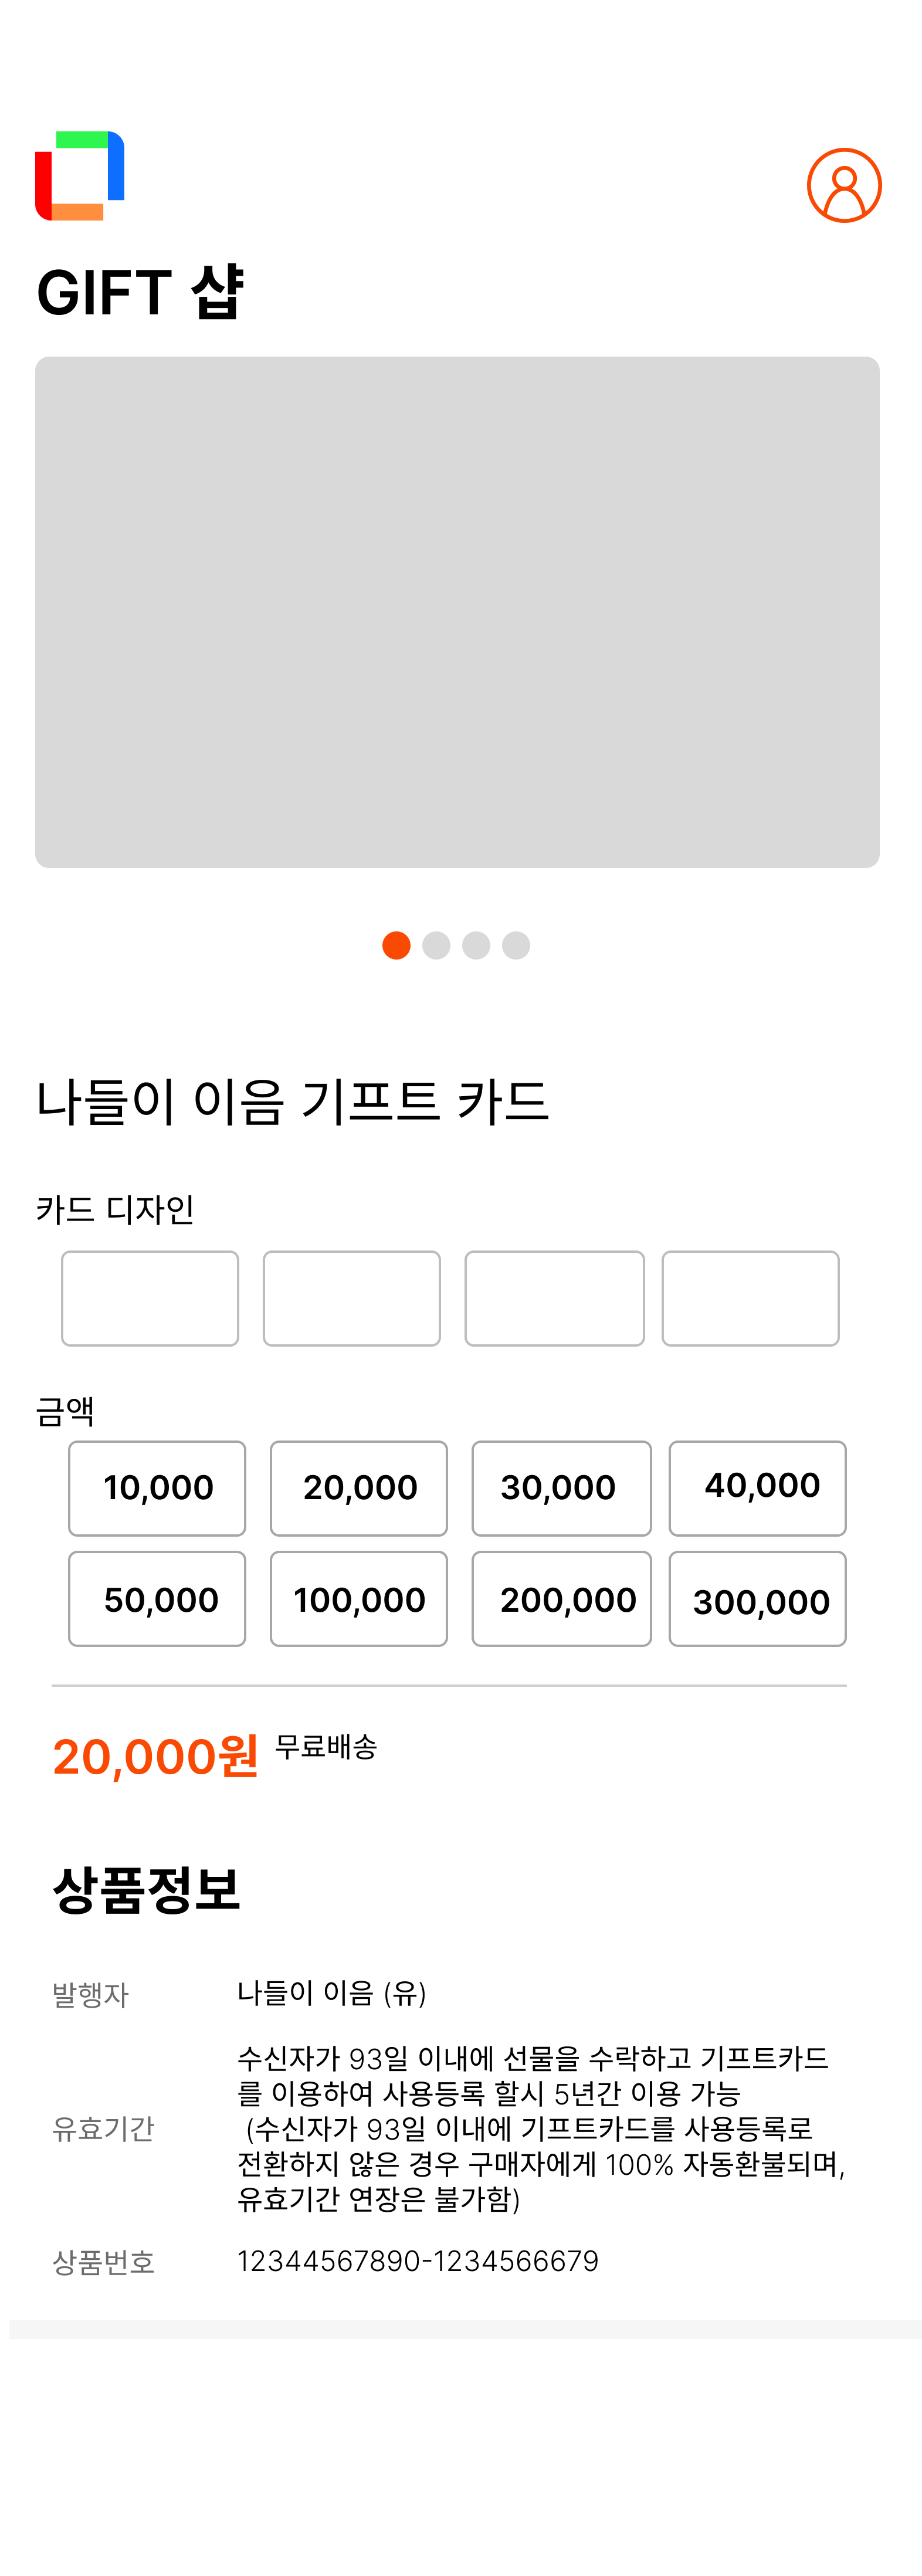 GIFT 샵
나들이 이음 기프트 카드
카드 디자인
금액
10,000 20,000 30,000 40,000
50,000 100,000 200,000 300,000
20,000원 무료배송
상품정보
발행자 나들이 이음 (유)
수신자가 93일 이내에 선물을 수락하고 기프트카드
를 이용하여 사용등록 할시 5년간 이용 가능
유효기간 (수신자가 93일 이내에 기프트카드를 사용등록로
전환하지 않은 경우 구매자에게 100% 자동환불되며,
유효기간 연장은 불가함)
상품번호 12344567890-1234566679